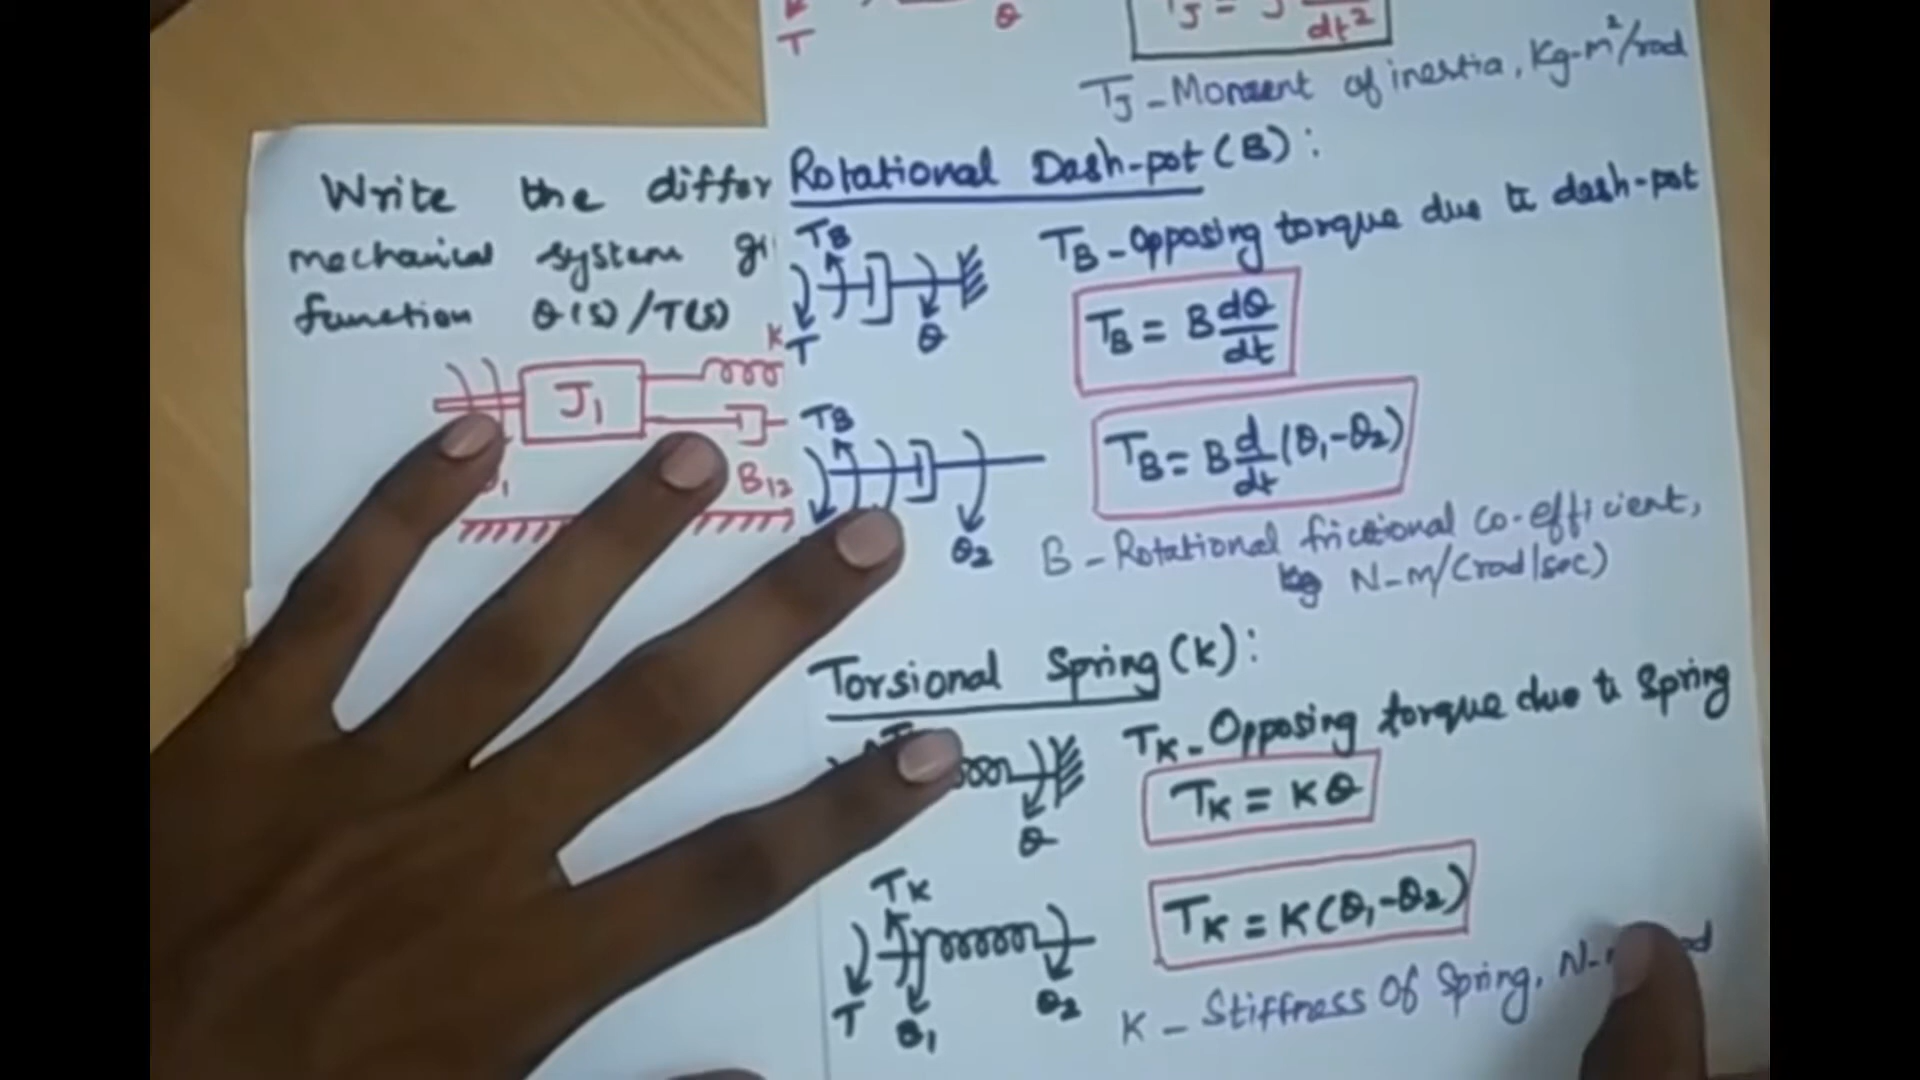 T
θ
T_J = J
dt²
T_J - Moment of inertia, Kg-m²/rad
Write the differ
mechanical system gi
function θ(s)/T(s)
K
J₁
B₁₂
Rotational Dash-pot (B):
T_B
T
θ
T_B - Opposing torque due to dash-pot
T_B = B dθ/dt
T_B
θ₂
T_B = B d/dt (θ₁-θ₂)
B - Rotational frictional co-efficient,
kg N-m/(rad/sec)
Torsional Spring (K):
θ
T_K - Opposing torque due to Spring
T_K = Kθ
T_K
T
θ₁
θ₂
T_K = K(θ₁-θ₂)
K - Stiffness Of Spring,